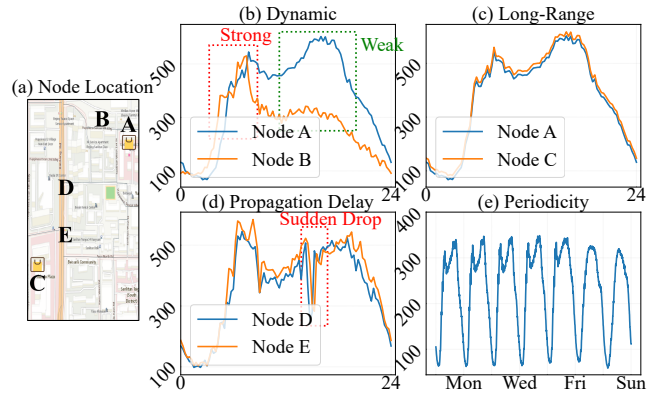 (a) Node Location
B
A
D
E
C
(b) Dynamic
Strong
Weak
500
300
100
Node A
Node B
0
24
(c) Long-Range
500
300
100
Node A
Node C
0
24
(d) Propagation Delay
Sudden Drop
500
300
100
Node D
Node E
0
24
(e) Periodicity
400
300
200
100
Mon
Wed
Fri
Sun